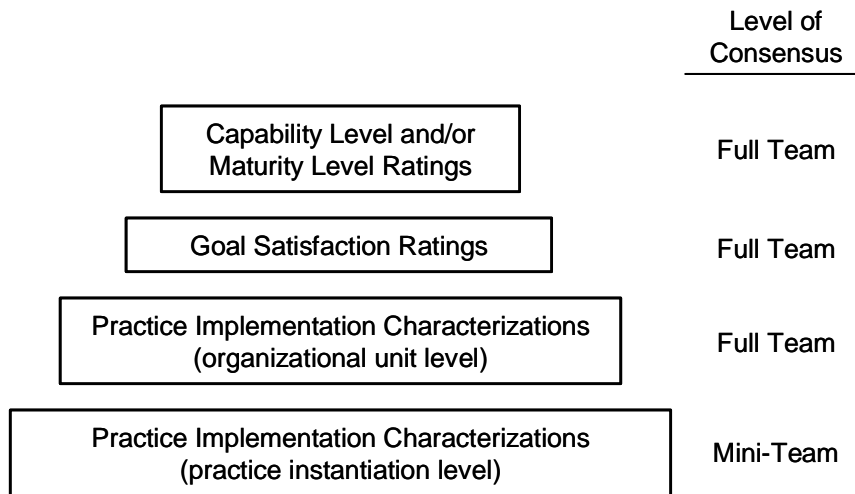 Level of
Consensus
Capability Level and/or
Maturity Level Ratings
Full Team
Goal Satisfaction Ratings
Full Team
Practice Implementation Characterizations
(organizational unit level)
Full Team
Practice Implementation Characterizations
(practice instantiation level)
Mini-Team